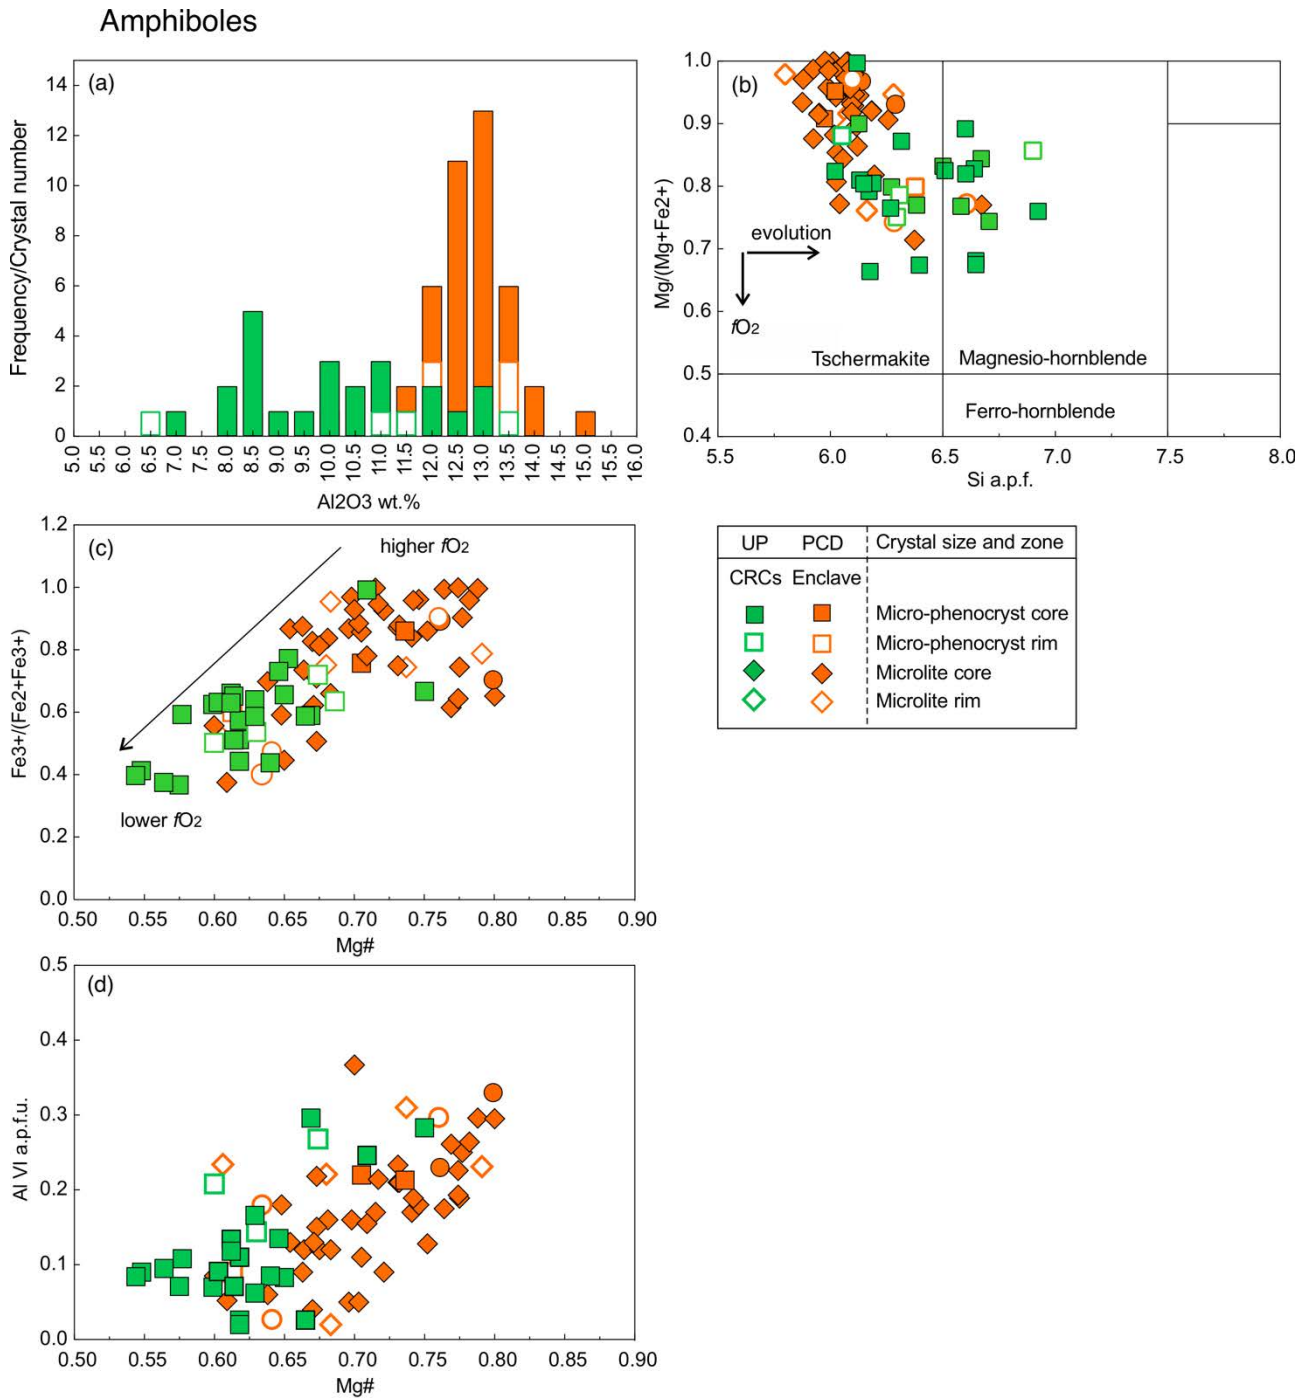 Amphiboles
(a)
14
12
10
8
6
4
2
0
Frequency/Crystal number
5.0 5.5 6.0 6.5 7.0 8.0 8.5 9.0 9.5 10.0 10.5 11.0 11.5 12.0 12.5 13.0 13.5 14.0 15.0 15.5 16.0
Al2O3 wt.%
(b)
1.0
0.9
0.8
0.7
0.6
0.5
0.4
Mg/(Mg+Fe2+)
evolution
fO2
Tschermakite
Magnesio-hornblende
Ferro-hornblende
5.5 6.0 6.5 7.0 7.5 8.0
Si a.p.f.
(c)
1.2
1.0
0.8
0.6
0.4
0.2
0.0
Fe3+/(Fe2+Fe3+)
higher fO2
lower fO2
0.50 0.55 0.60 0.65 0.70 0.75 0.80 0.85 0.90
Mg#
UP PCD Crystal size and zone
CRCs Enclave
Micro-phenocryst core
Micro-phenocryst rim
Microlite core
Microlite rim
(d)
0.5
0.4
0.3
0.2
0.1
0.0
Al VI a.p.f.u.
0.50 0.55 0.60 0.65 0.70 0.75 0.80 0.85 0.90
Mg#